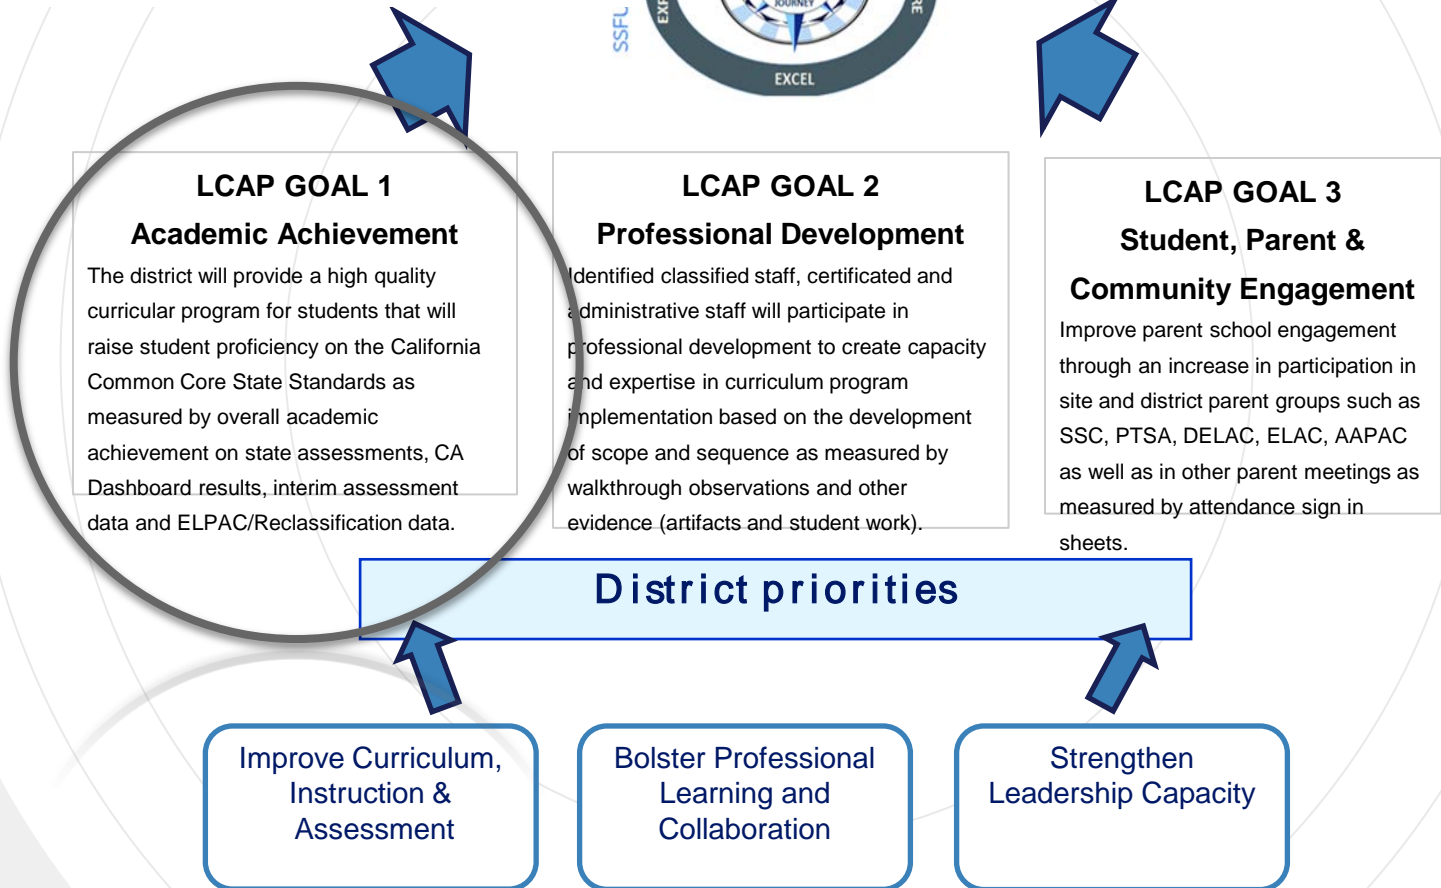 SSFU
JOURNEY
EXCEL
LCAP GOAL 1
Academic Achievement
The district will provide a high quality
curricular program for students that will
raise student proficiency on the California
Common Core State Standards as
measured by overall academic
achievement on state assessments, CA
Dashboard results, interim assessment
data and ELPAC/Reclassification data.
LCAP GOAL 2
Professional Development
Identified classified staff, certificated and
administrative staff will participate in
professional development to create capacity
and expertise in curriculum program
implementation based on the development
of scope and sequence as measured by
walkthrough observations and other
evidence (artifacts and student work).
LCAP GOAL 3
Student, Parent &
Community Engagement
Improve parent school engagement
through an increase in participation in
site and district parent groups such as
SSC, PTSA, DELAC, ELAC, AAPAC
as well as in other parent meetings as
measured by attendance sign in
sheets.
District priorities
Improve Curriculum,
Instruction &
Assessment
Bolster Professional
Learning and
Collaboration
Strengthen
Leadership Capacity